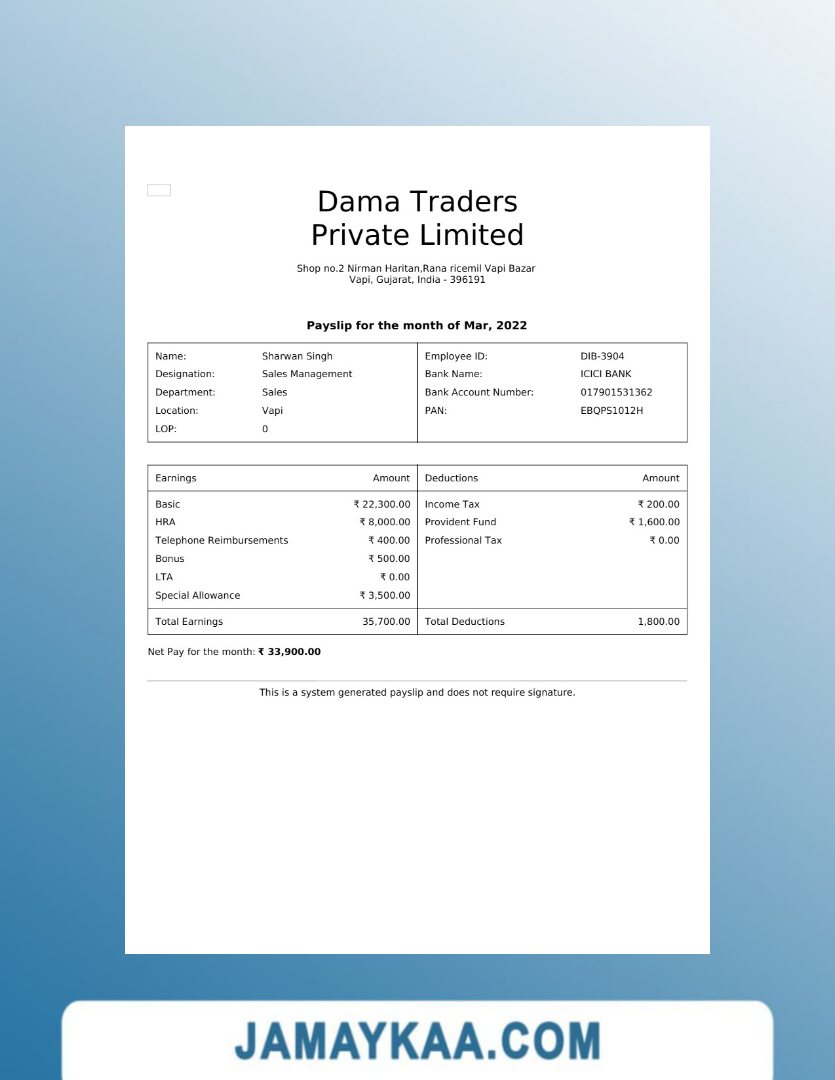 Dama Traders
Private Limited
Shop no.2 Nirman Haritan,Rana ricemil Vapi Bazar
Vapi, Gujarat, India - 396191
Payslip for the month of Mar, 2022
Name: Sharwan Singh Employee ID: DIB-3904
Designation: Sales Management Bank Name: ICICI BANK
Department: Sales Bank Account Number: 017901531362
Location: Vapi PAN: EBQPS1012H
LOP: 0
Earnings Amount Deductions Amount
Basic ₹ 22,300.00 Income Tax ₹ 200.00
HRA ₹ 8,000.00 Provident Fund ₹ 1,600.00
Telephone Reimbursements ₹ 400.00 Professional Tax ₹ 0.00
Bonus ₹ 500.00
LTA ₹ 0.00
Special Allowance ₹ 3,500.00
Total Earnings 35,700.00 Total Deductions 1,800.00
Net Pay for the month: ₹ 33,900.00
This is a system generated payslip and does not require signature.
JAMAYKAA.COM